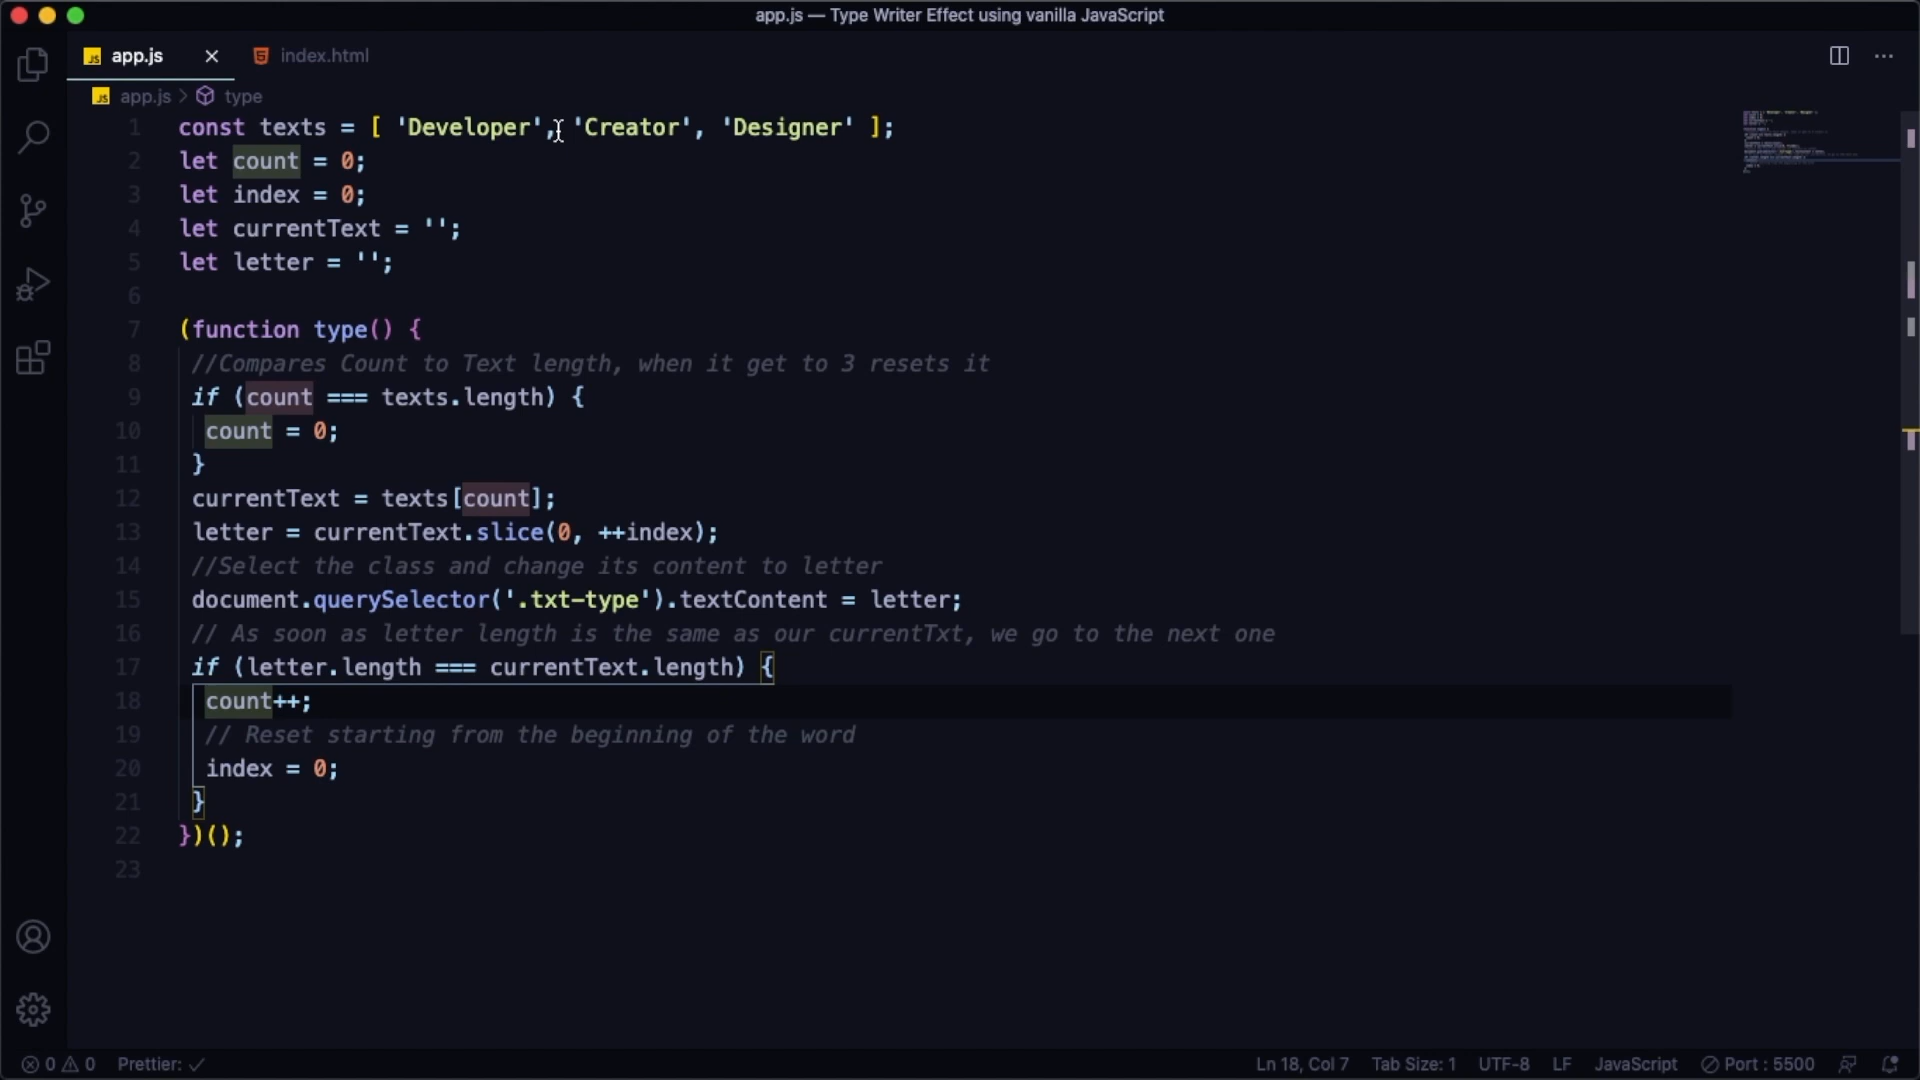 app.js — Type Writer Effect using vanilla JavaScript
JS app.js × index.html
JS app.js > type
1 const texts = [ 'Developer', 'Creator', 'Designer' ];
2 let count = 0;
3 let index = 0;
4 let currentText = '';
5 let letter = '';
6
7 (function type() {
8 //Compares Count to Text length, when it get to 3 resets it
9 if (count === texts.length) {
10 count = 0;
11 }
12 currentText = texts[count];
13 letter = currentText.slice(0, ++index);
14 //Select the class and change its content to letter
15 document.querySelector('.txt-type').textContent = letter;
16 // As soon as letter length is the same as our currentTxt, we go to the next one
17 if (letter.length === currentText.length) {
18 count++;
19 // Reset starting from the beginning of the word
20 index = 0;
21 }
22 })();
23
0 0 Prettier: ✓ Ln 18, Col 7 Tab Size: 1 UTF-8 LF JavaScript Port : 5500